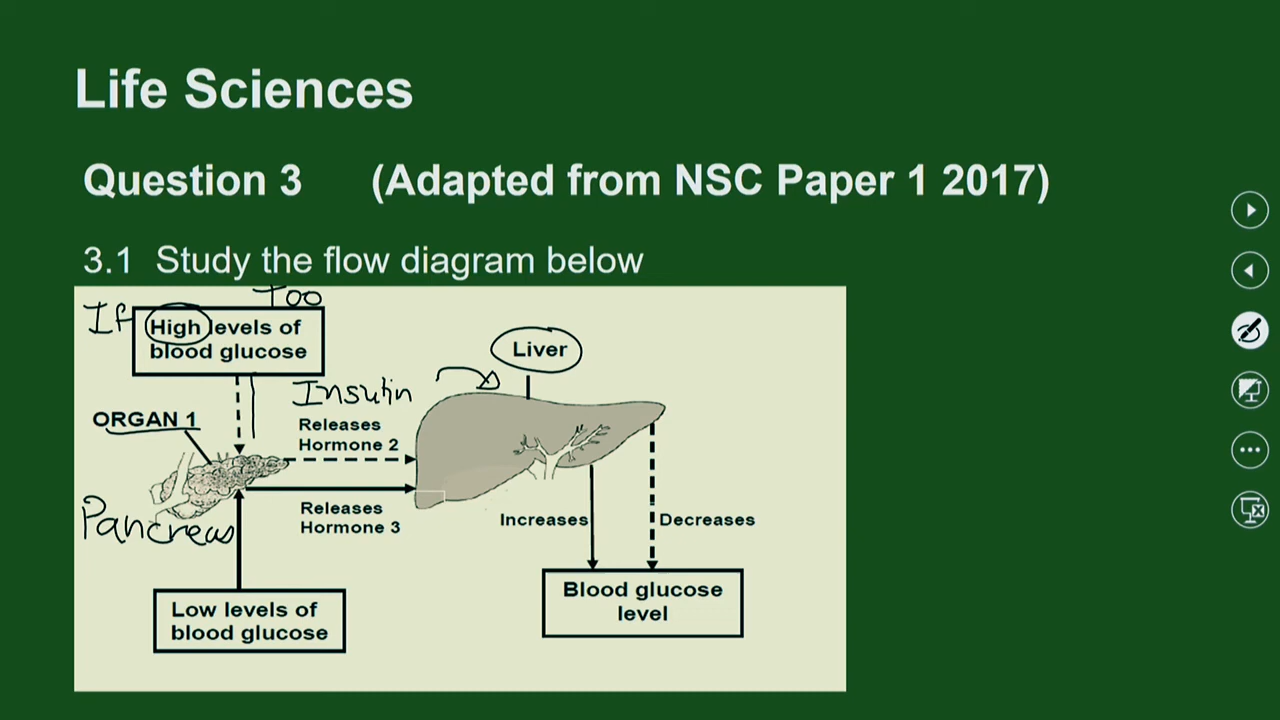 Life Sciences
Question 3 (Adapted from NSC Paper 1 2017)
3.1 Study the flow diagram below
Too
If
High levels of
blood glucose
Liver
Insulin
ORGAN 1
Releases
Hormone 2
Pancreas
Releases
Hormone 3
Increases
Decreases
Low levels of
blood glucose
Blood glucose
level